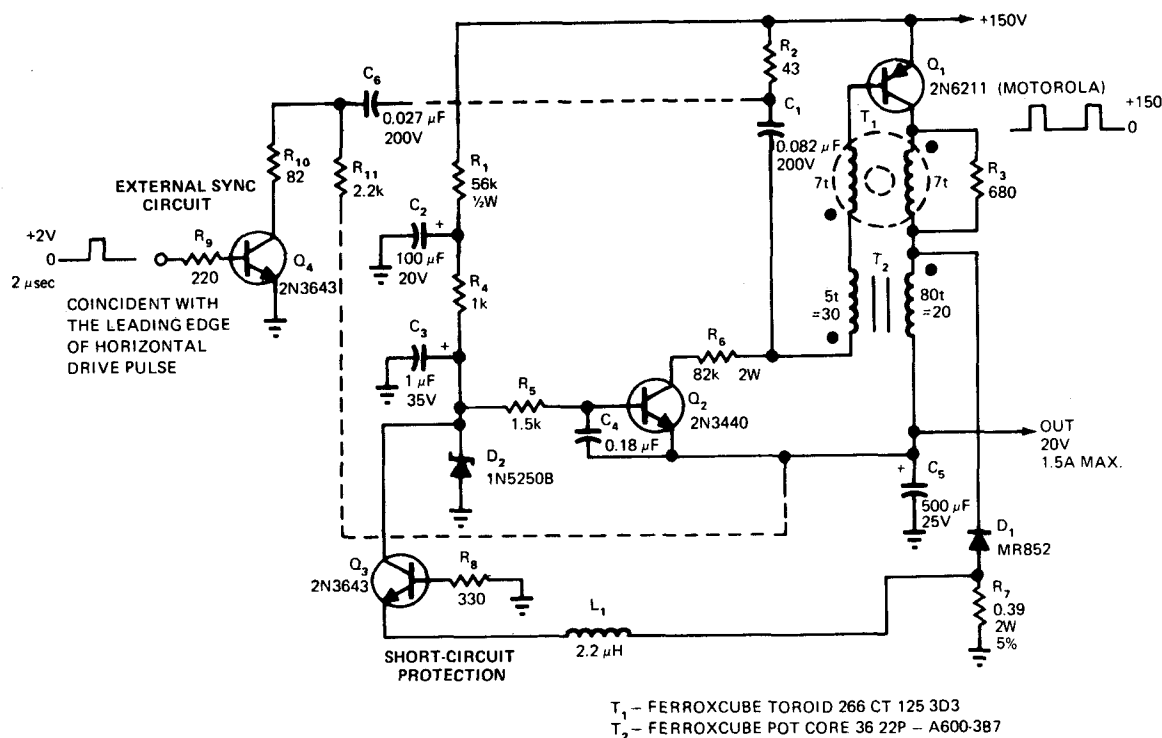 +150V
R2
43
Q1
2N6211 (MOTOROLA)
+150
0
C6
0.027 µF
200V
C1
0.082 µF
200V
T1
7t
7t
R3
680
R10
82
R11
2.2k
R1
56k
½W
EXTERNAL SYNC
CIRCUIT
+2V
0
2 µsec
R9
220
Q4
2N3643
COINCIDENT WITH
THE LEADING EDGE
OF HORIZONTAL
DRIVE PULSE
C2
+
100 µF
20V
R4
1k
T2
5t
=30
80t
=20
C3
+
1 µF
35V
R6
82k 2W
R5
1.5k
Q2
2N3440
C4
0.18 µF
D2
1N5250B
OUT
20V
1.5A MAX.
+
C5
500 µF
25V
D1
MR852
Q3
2N3643
R8
330
L1
2.2 µH
R7
0.39
2W
5%
SHORT-CIRCUIT
PROTECTION
T1 – FERROXCUBE TOROID 266 CT 125 3D3
T2 – FERROXCUBE POT CORE 36 22P – A600-3B7